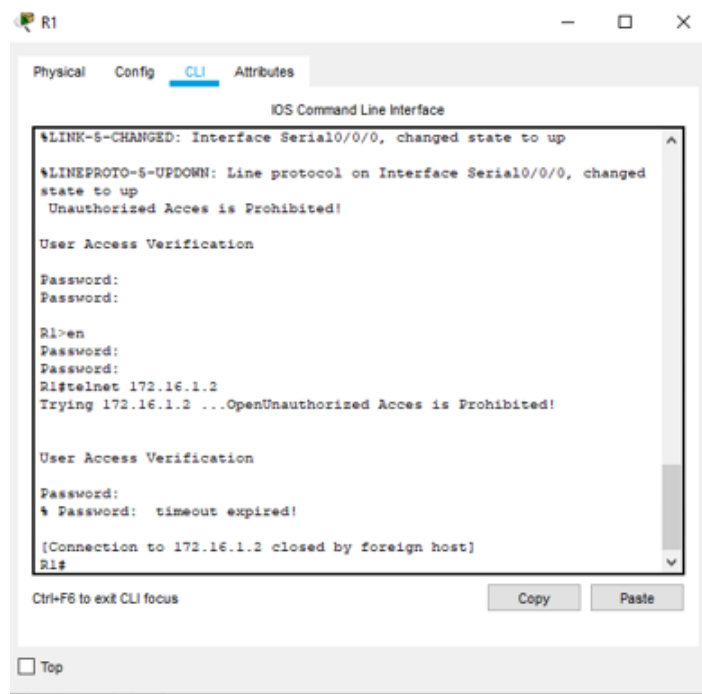 R1
Physical Config CLI Attributes
IOS Command Line Interface
%LINK-5-CHANGED: Interface Serial0/0/0, changed state to up
%LINEPROTO-5-UPDOWN: Line protocol on Interface Serial0/0/0, changed
state to up
Unauthorized Acces is Prohibited!
User Access Verification
Password:
Password:
R1>en
Password:
Password:
R1#telnet 172.16.1.2
Trying 172.16.1.2 ...OpenUnauthorized Acces is Prohibited!
User Access Verification
Password:
% Password:  timeout expired!
[Connection to 172.16.1.2 closed by foreign host]
R1#
Ctrl+F6 to exit CLI focus
Copy Paste
Top